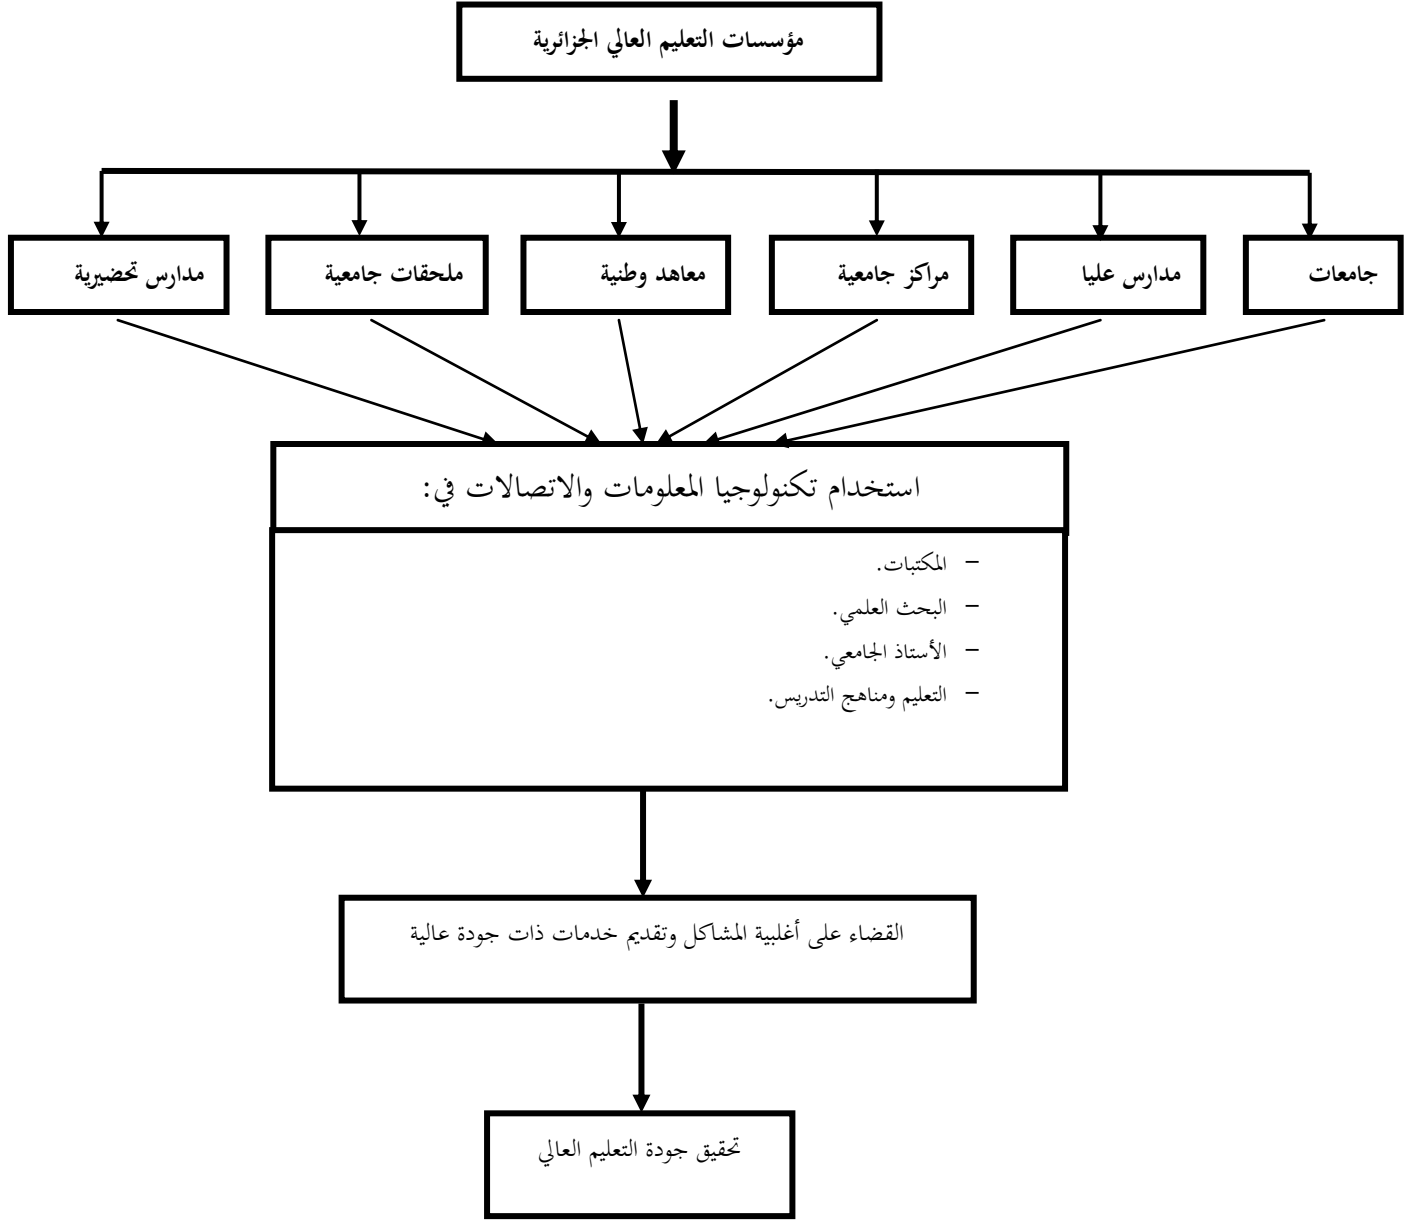 مؤسسات التعليم العالي الجزائرية
جامعات
مدارس عليا
مراكز جامعية
معاهد وطنية
ملحقات جامعية
مدارس تحضيرية
استخدام تكنولوجيا المعلومات والاتصالات في:
– المكتبات.
– البحث العلمي.
– الأستاذ الجامعي.
– التعليم ومناهج التدريس.
القضاء على أغلبية المشاكل وتقديم خدمات ذات جودة عالية
تحقيق جودة التعليم العالي